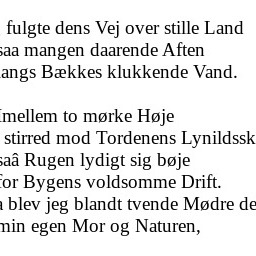 fulgte dens Vej over stille Land
saa mangen daarende Aften
langs Bækkes klukkende Vand.

Imellem to mørke Høje
stirred mod Tordenens Lynildssk
saâ Rugen lydigt sig bøje
for Bygens voldsomme Drift.
blev jeg blandt tvende Mødre de
min egen Mor og Naturen,